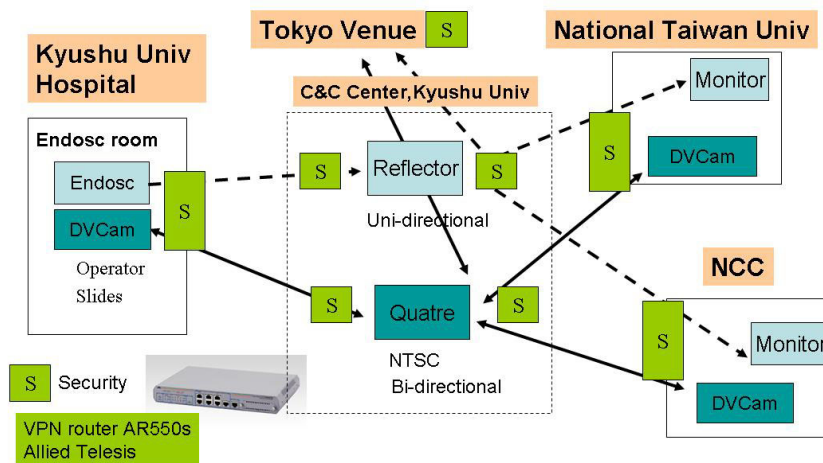 Tokyo Venue
S
National Taiwan Univ
Kyushu Univ
Hospital
C&C Center,Kyushu Univ
Monitor
Endosc room
S
DVCam
Endosc
S
S
Reflector
S
DVCam
Uni-directional
Operator
Slides
NCC
S
Quatre
S
S
Monitor
NTSC
Bi-directional
DVCam
S
Security
VPN router AR550s
Allied Telesis